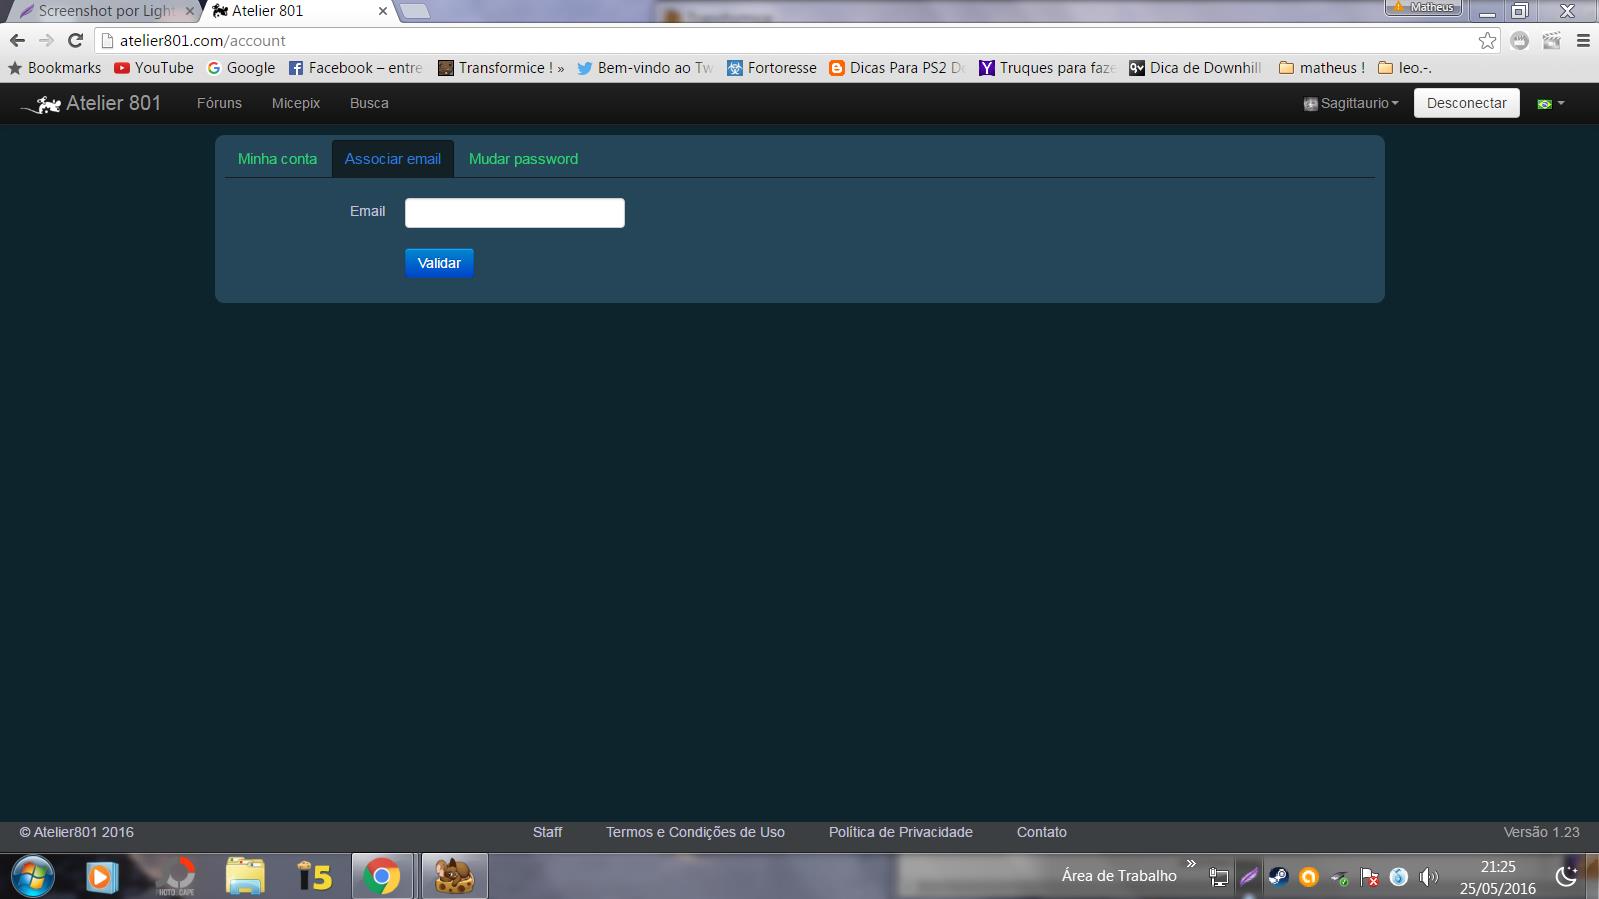 Screenshot por Light
Atelier 801
Matheus
atelier801.com/account
Bookmarks YouTube Google Facebook – entre Transformice ! » Bem-vindo ao Tw Fortoresse Dicas Para PS2 Do Truques para faze Dica de Downhill matheus ! leo.-.
Atelier 801 Fóruns Micepix Busca Sagittaurio Desconectar
Minha conta Associar email Mudar password
Email
Validar
© Atelier801 2016 Staff Termos e Condições de Uso Política de Privacidade Contato Versão 1.23
Área de Trabalho » 21:25
25/05/2016